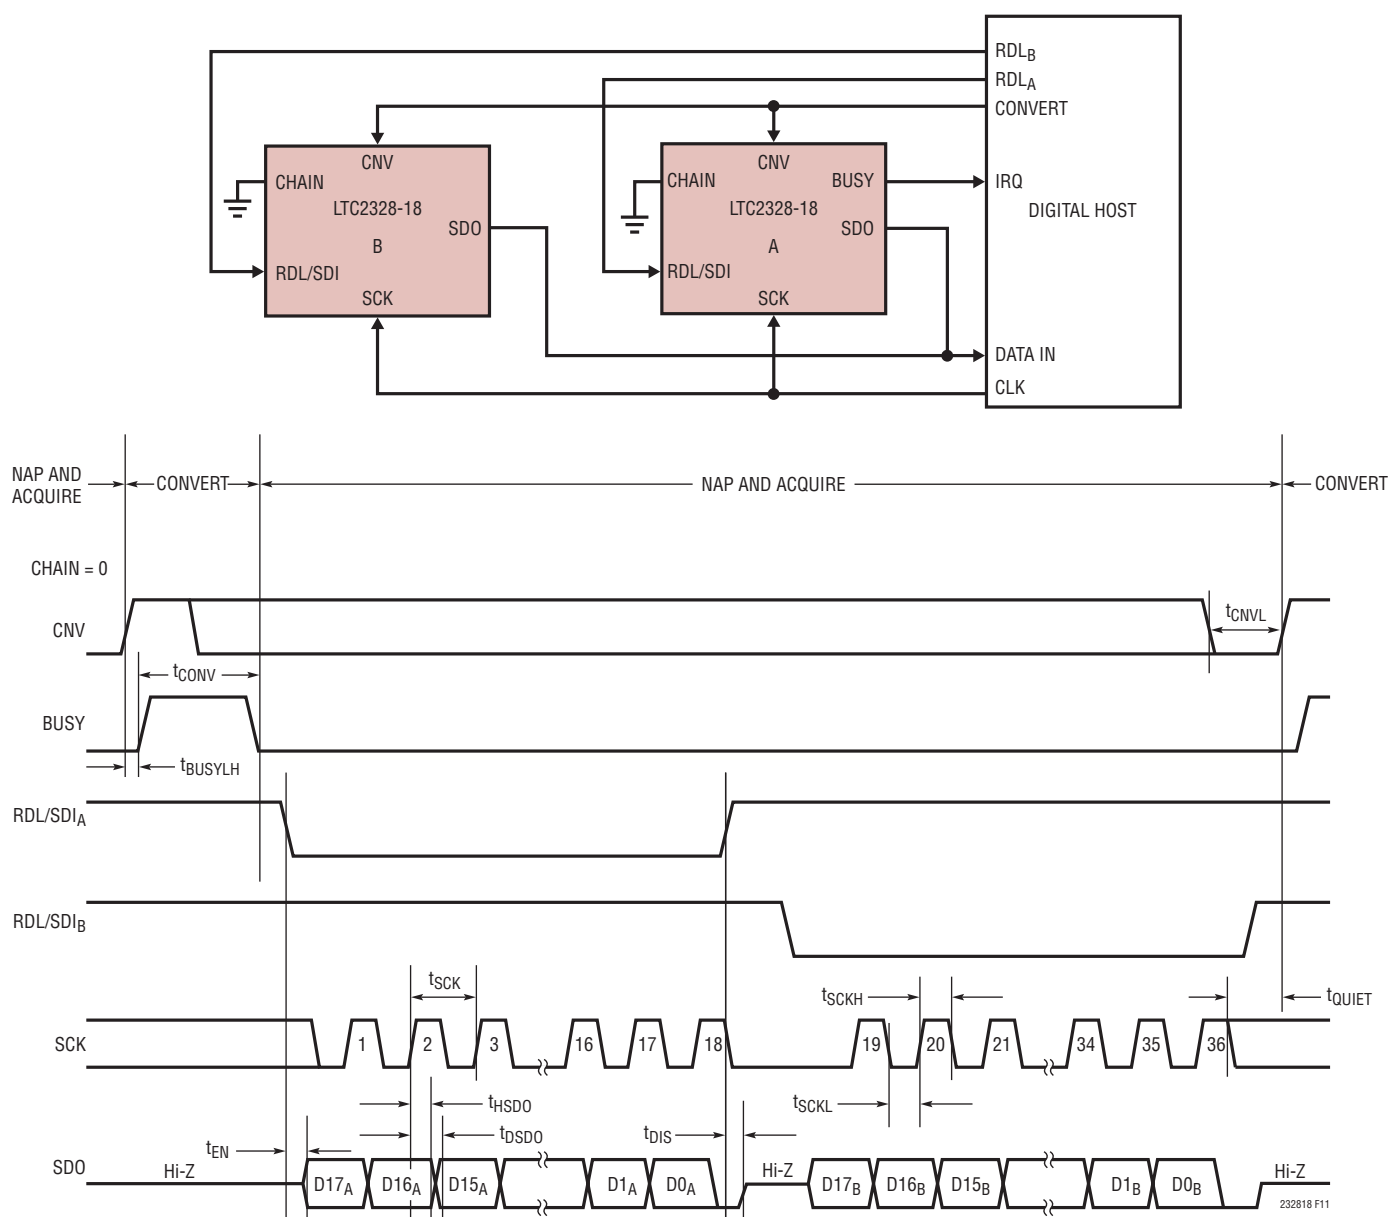 RDLB
RDLA
CONVERT
CNV
CHAIN
LTC2328-18
B
SDO
RDL/SDI
SCK
CNV
CHAIN
BUSY
LTC2328-18
SDO
A
RDL/SDI
SCK
IRQ
DIGITAL HOST
DATA IN
CLK
NAP AND
ACQUIRE
CONVERT
NAP AND ACQUIRE
CONVERT
CHAIN = 0
CNV
tCNVL
tCONV
BUSY
tBUSYLH
RDL/SDIA
RDL/SDIB
tSCK
tSCKH
tQUIET
SCK
1 2 3 16 17 18 19 20 21 34 35 36
tHSDO
tSCKL
tEN
tDSDO
tDIS
SDO
Hi-Z D17A D16A D15A D1A D0A Hi-Z D17B D16B D15B D1B D0B Hi-Z
232818 F11